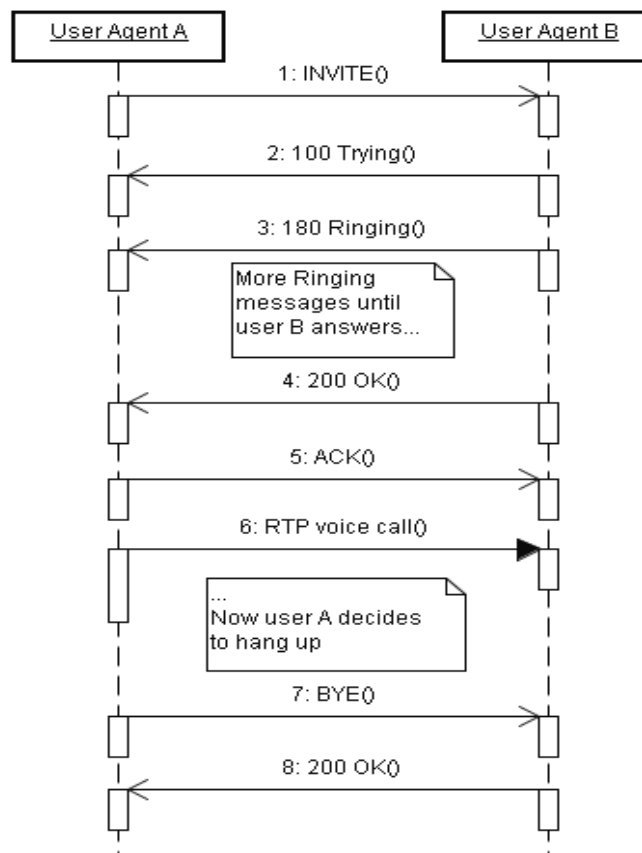 User Agent A
User Agent B
1: INVITE()
2: 100 Trying()
3: 180 Ringing()
More Ringing
messages until
user B answers...
4: 200 OK()
5: ACK()
6: RTP voice call()
...
Now user A decides
to hang up
7: BYE()
8: 200 OK()